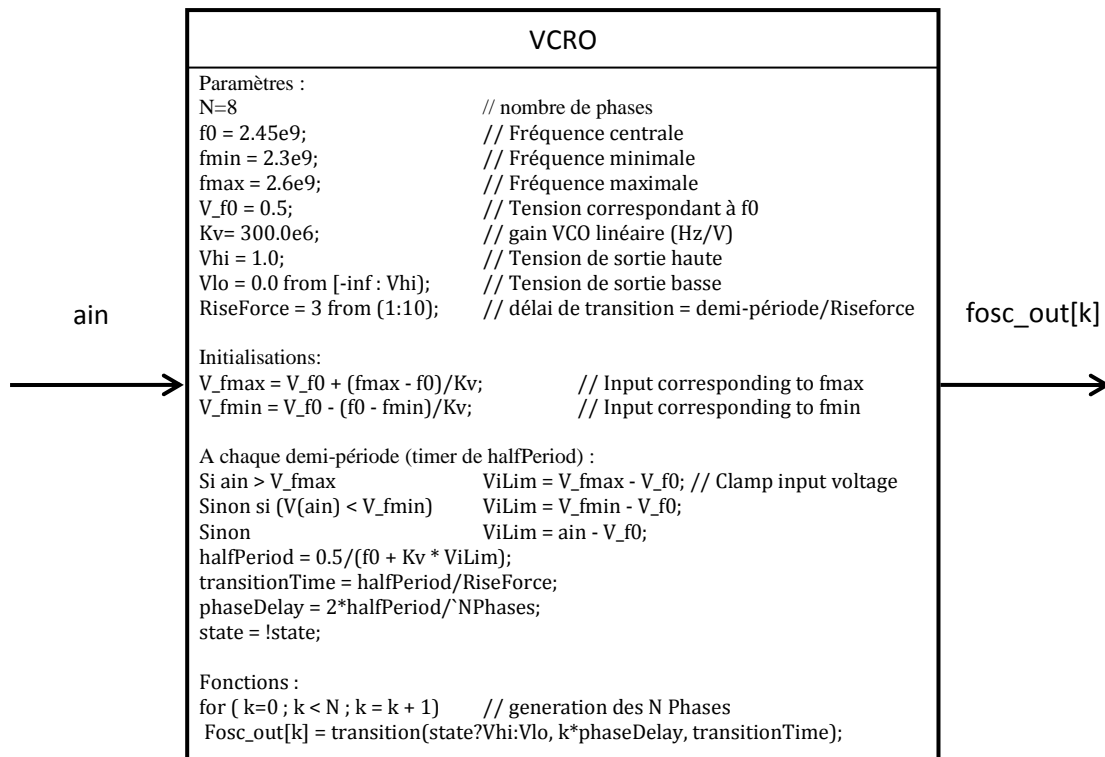 VCRO
Paramètres :
N=8 // nombre de phases
f0 = 2.45e9; // Fréquence centrale
fmin = 2.3e9; // Fréquence minimale
fmax = 2.6e9; // Fréquence maximale
V_f0 = 0.5; // Tension correspondant à f0
Kv= 300.0e6; // gain VCO linéaire (Hz/V)
Vhi = 1.0; // Tension de sortie haute
Vlo = 0.0 from [-inf : Vhi); // Tension de sortie basse
RiseForce = 3 from (1:10); // délai de transition = demi-période/Riseforce
ain
fosc_out[k]
Initialisations:
V_fmax = V_f0 + (fmax - f0)/Kv; // Input corresponding to fmax
V_fmin = V_f0 - (f0 - fmin)/Kv; // Input corresponding to fmin
A chaque demi-période (timer de halfPeriod) :
Si ain > V_fmax ViLim = V_fmax - V_f0; // Clamp input voltage
Sinon si (V(ain) < V_fmin) ViLim = V_fmin - V_f0;
Sinon ViLim = ain - V_f0;
halfPeriod = 0.5/(f0 + Kv * ViLim);
transitionTime = halfPeriod/RiseForce;
phaseDelay = 2*halfPeriod/`NPhases;
state = !state;
Fonctions :
for ( k=0 ; k < N ; k = k + 1) // generation des N Phases
Fosc_out[k] = transition(state?Vhi:Vlo, k*phaseDelay, transitionTime);